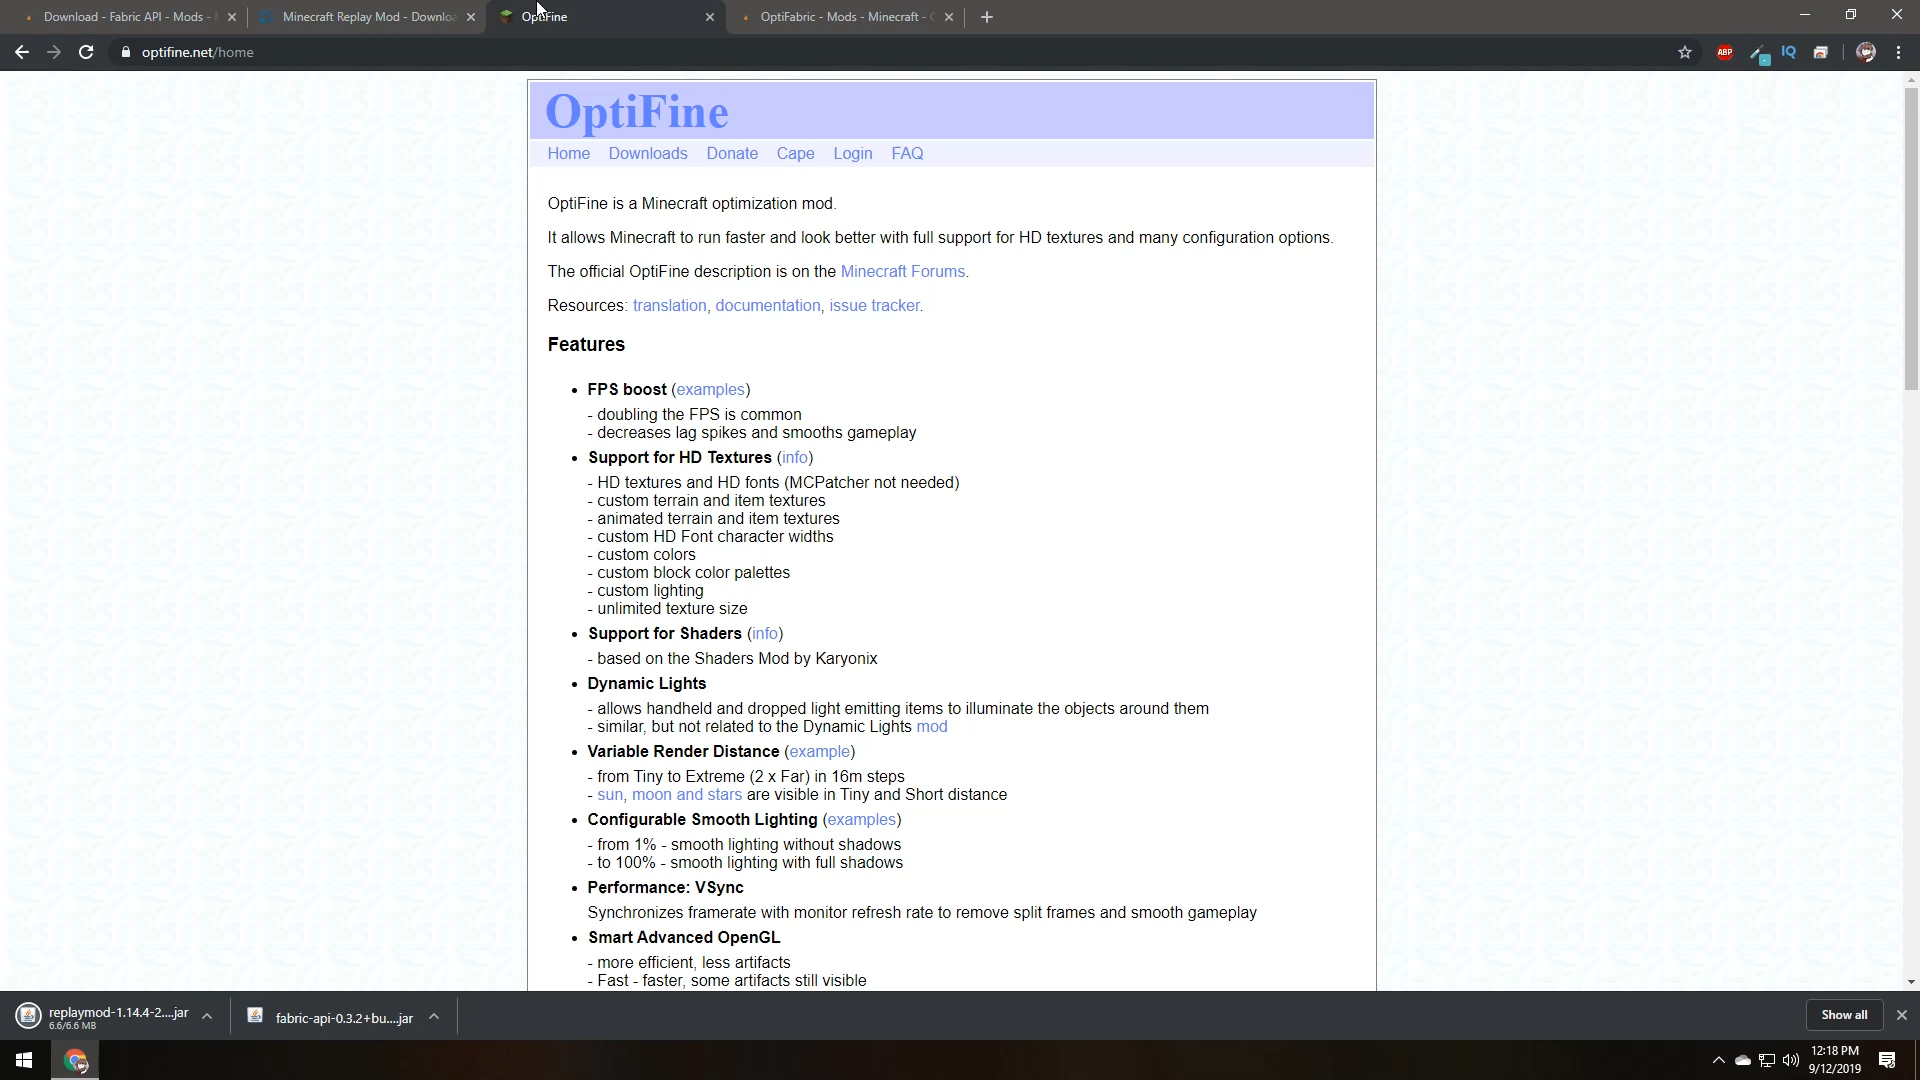 Download - Fabric API - Mods -
Minecraft Replay Mod - Downloa
OptiFine
OptiFabric - Mods - Minecraft - C
optifine.net/home
ABP
IQ
OptiFine
Home Downloads Donate Cape Login FAQ
OptiFine is a Minecraft optimization mod.
It allows Minecraft to run faster and look better with full support for HD textures and many configuration options.
The official OptiFine description is on the Minecraft Forums.
Resources: translation, documentation, issue tracker.
Features
• FPS boost (examples)
- doubling the FPS is common
- decreases lag spikes and smooths gameplay
• Support for HD Textures (info)
- HD textures and HD fonts (MCPatcher not needed)
- custom terrain and item textures
- animated terrain and item textures
- custom HD Font character widths
- custom colors
- custom block color palettes
- custom lighting
- unlimited texture size
• Support for Shaders (info)
- based on the Shaders Mod by Karyonix
• Dynamic Lights
- allows handheld and dropped light emitting items to illuminate the objects around them
- similar, but not related to the Dynamic Lights mod
• Variable Render Distance (example)
- from Tiny to Extreme (2 x Far) in 16m steps
- sun, moon and stars are visible in Tiny and Short distance
• Configurable Smooth Lighting (examples)
- from 1% - smooth lighting without shadows
- to 100% - smooth lighting with full shadows
• Performance: VSync
Synchronizes framerate with monitor refresh rate to remove split frames and smooth gameplay
• Smart Advanced OpenGL
- more efficient, less artifacts
- Fast - faster, some artifacts still visible
replaymod-1.14.4-2....jar
6.6/6.6 MB
fabric-api-0.3.2+bu....jar
Show all
12:18 PM
9/12/2019